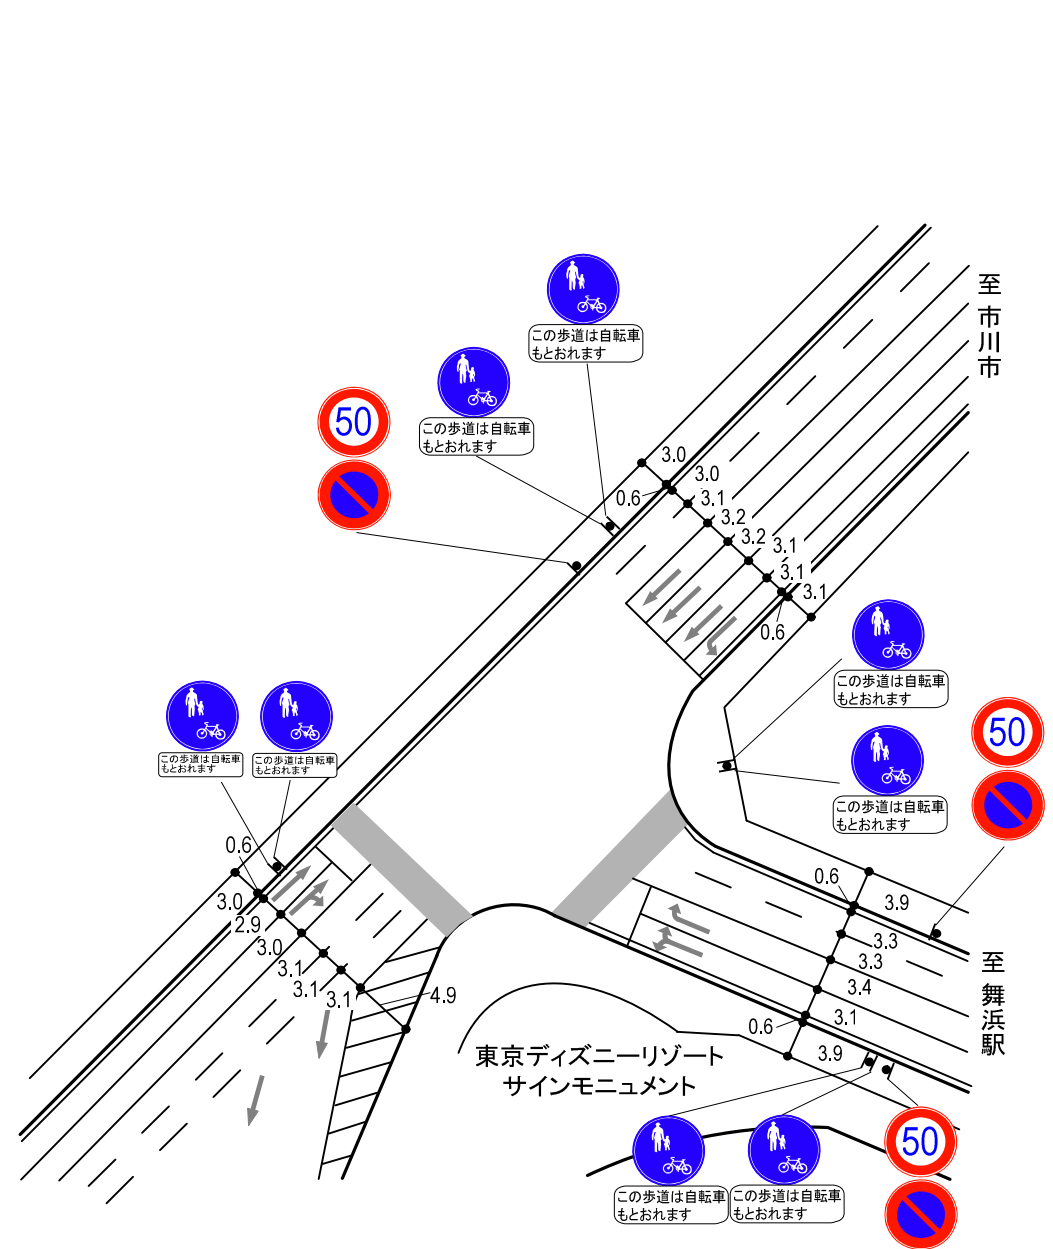 至 市川市
この歩道は自転車
もとおれます
この歩道は自転車
もとおれます
50
3.0
3.0
0.6
3.1
3.2
3.2
3.1
3.1
3.1
0.6
この歩道は自転車
もとおれます
50
この歩道は自転車
もとおれます
この歩道は自転車
もとおれます
この歩道は自転車
もとおれます
0.6
3.0
2.9
3.0
3.1
3.1
3.1
4.9
0.6
3.9
3.3
3.3
3.4
3.1
0.6
3.9
至 舞浜駅
東京ディズニーリゾート
サインモニュメント
50
この歩道は自転車
もとおれます
この歩道は自転車
もとおれます